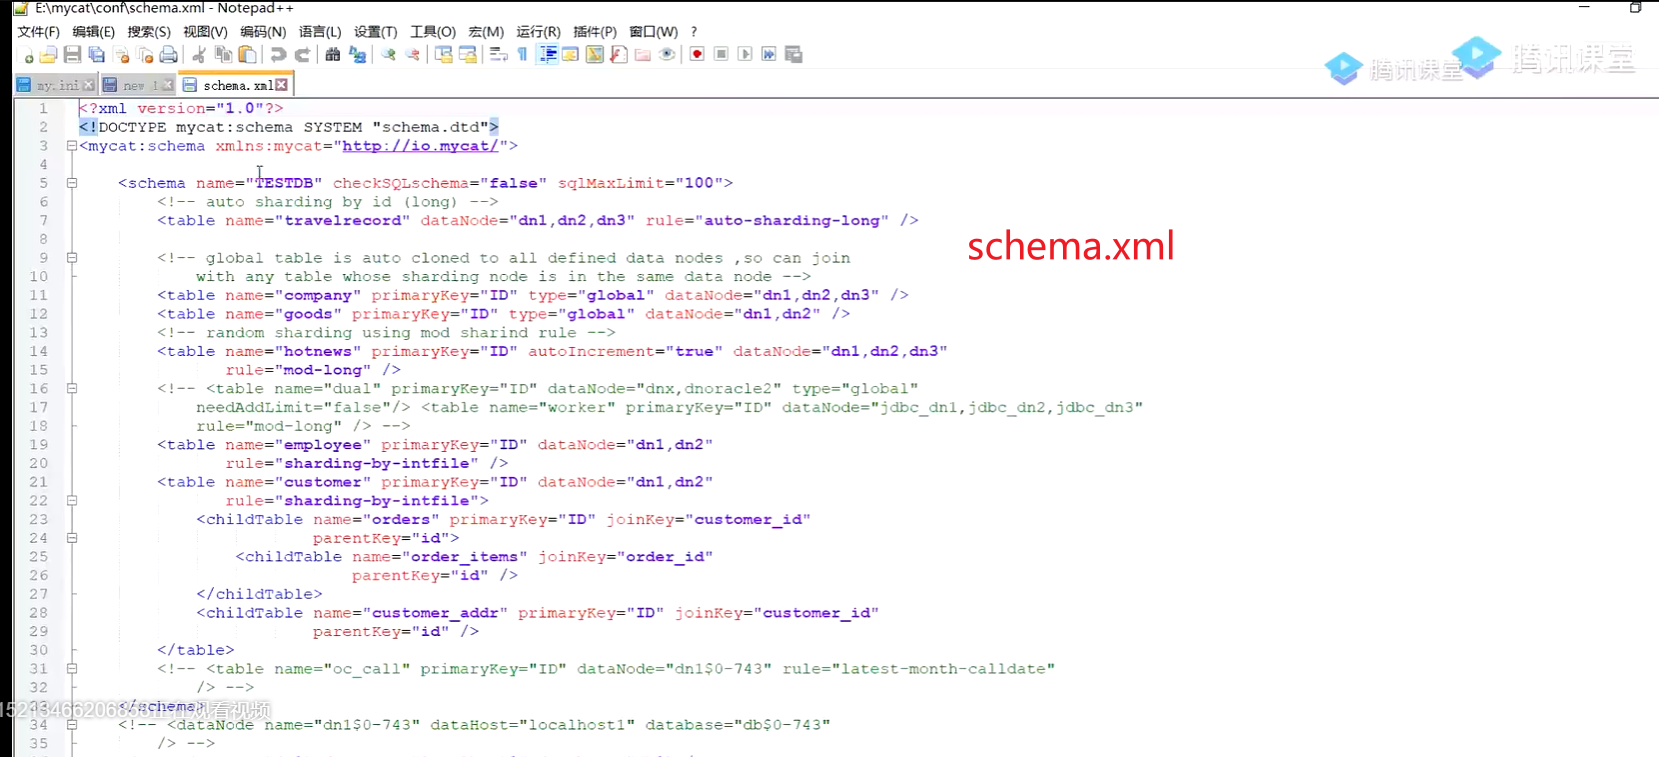 E:\mycat\conf\schema.xml - Notepad++
文件(F) 编辑(E) 搜索(S) 视图(V) 编码(N) 语言(L) 设置(T) 工具(O) 宏(M) 运行(R) 插件(P) 窗口(W) ?
腾讯课堂 腾讯课堂
my.ini new 1 schema.xml
1 <?xml version="1.0"?>
2 <!DOCTYPE mycat:schema SYSTEM "schema.dtd">
3 <mycat:schema xmlns:mycat="http://io.mycat/">
4
5 <schema name="TESTDB" checkSQLschema="false" sqlMaxLimit="100">
6 <!-- auto sharding by id (long) -->
7 <table name="travelrecord" dataNode="dn1,dn2,dn3" rule="auto-sharding-long" />
8
schema.xml
9 <!-- global table is auto cloned to all defined data nodes ,so can join
10 with any table whose sharding node is in the same data node -->
11 <table name="company" primaryKey="ID" type="global" dataNode="dn1,dn2,dn3" />
12 <table name="goods" primaryKey="ID" type="global" dataNode="dn1,dn2" />
13 <!-- random sharding using mod sharind rule -->
14 <table name="hotnews" primaryKey="ID" autoIncrement="true" dataNode="dn1,dn2,dn3"
15 rule="mod-long" />
16 <!-- <table name="dual" primaryKey="ID" dataNode="dnx,dnoracle2" type="global"
17 needAddLimit="false"/> <table name="worker" primaryKey="ID" dataNode="jdbc_dn1,jdbc_dn2,jdbc_dn3"
18 rule="mod-long" /> -->
19 <table name="employee" primaryKey="ID" dataNode="dn1,dn2"
20 rule="sharding-by-intfile" />
21 <table name="customer" primaryKey="ID" dataNode="dn1,dn2"
22 rule="sharding-by-intfile">
23 <childTable name="orders" primaryKey="ID" joinKey="customer_id"
24 parentKey="id">
25 <childTable name="order_items" joinKey="order_id"
26 parentKey="id" />
27 </childTable>
28 <childTable name="customer_addr" primaryKey="ID" joinKey="customer_id"
29 parentKey="id" />
30 </table>
31 <!-- <table name="oc_call" primaryKey="ID" dataNode="dn1$0-743" rule="latest-month-calldate"
32 /> -->
</schema>
34 <!-- <dataNode name="dn1$0-743" dataHost="localhost1" database="db$0-743"
35 /> -->